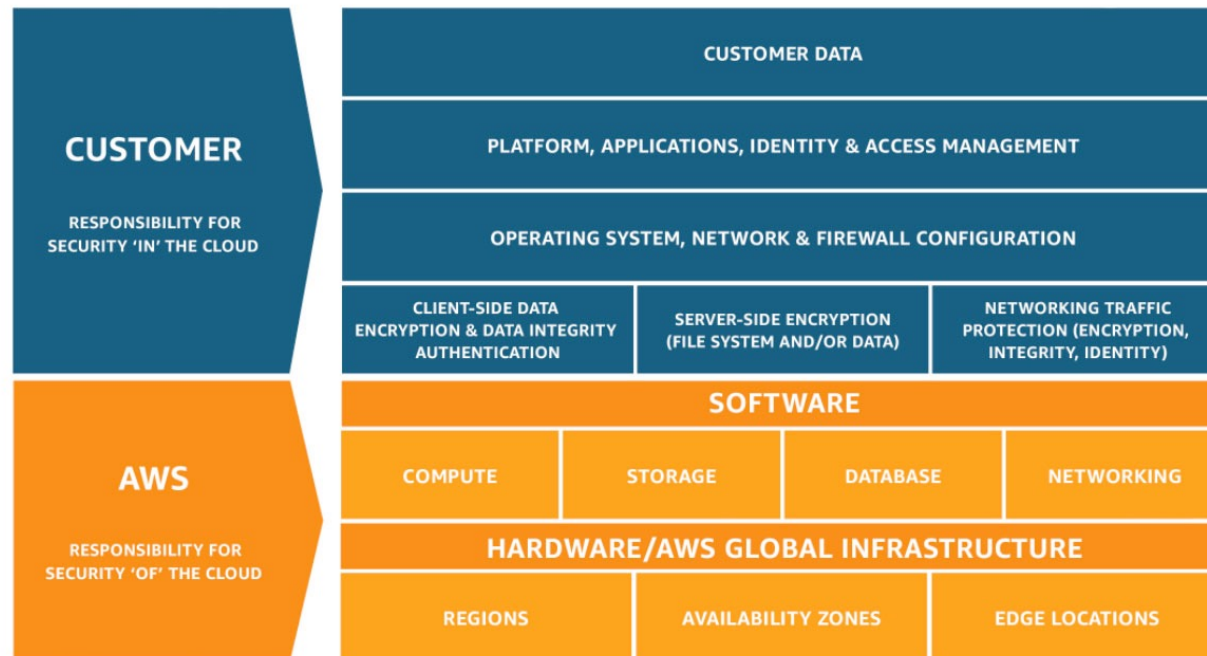 CUSTOMER
RESPONSIBILITY FOR
SECURITY ‘IN’ THE CLOUD
CUSTOMER DATA
PLATFORM, APPLICATIONS, IDENTITY & ACCESS MANAGEMENT
OPERATING SYSTEM, NETWORK & FIREWALL CONFIGURATION
CLIENT-SIDE DATA
ENCRYPTION & DATA INTEGRITY
AUTHENTICATION
SERVER-SIDE ENCRYPTION
(FILE SYSTEM AND/OR DATA)
NETWORKING TRAFFIC
PROTECTION (ENCRYPTION,
INTEGRITY, IDENTITY)
AWS
RESPONSIBILITY FOR
SECURITY ‘OF’ THE CLOUD
SOFTWARE
COMPUTE
STORAGE
DATABASE
NETWORKING
HARDWARE/AWS GLOBAL INFRASTRUCTURE
REGIONS
AVAILABILITY ZONES
EDGE LOCATIONS